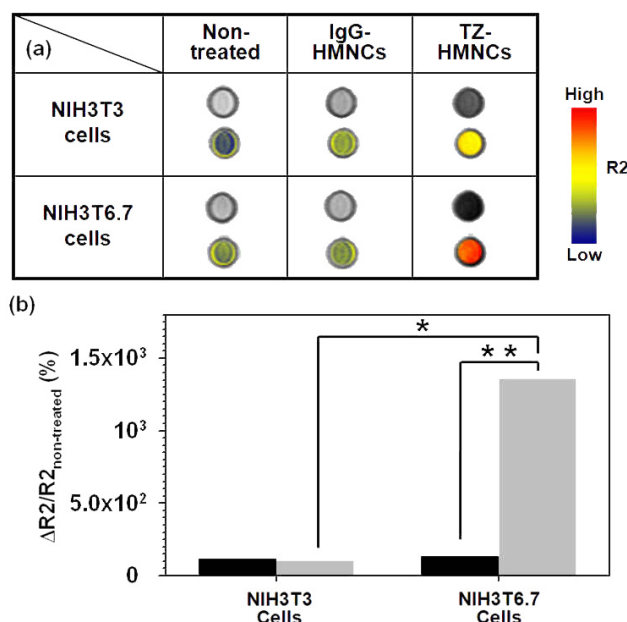 (a)
Non-
treated
IgG-
HMNCs
TZ-
HMNCs
NIH3T3
cells
NIH3T6.7
cells
High
R2
Low
(b)
ΔR2/R2non-treated (%)
1.5x10³
10³
5.0x10²
0
*
**
NIH3T3
Cells
NIH3T6.7
Cells